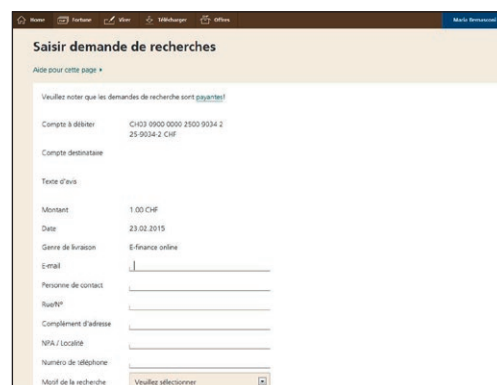 Home Fortune Virer Télécharger Offres
Saisir demande de recherches
Aide pour cette page
Veuillez noter que les demandes de recherche sont payantes!
Compte à débiter CH03 0900 0000 2500 9034 2
25-9034-2 CHF
Compte destinataire
Texte d'avis
Montant 1.00 CHF
Date 23.02.2015
Genre de livraison E-finance online
E-mail
Personne de contact
Rue/N°
Complément d'adresse
NPA / Localité
Numéro de téléphone
Motif de la recherche Veuillez sélectionner